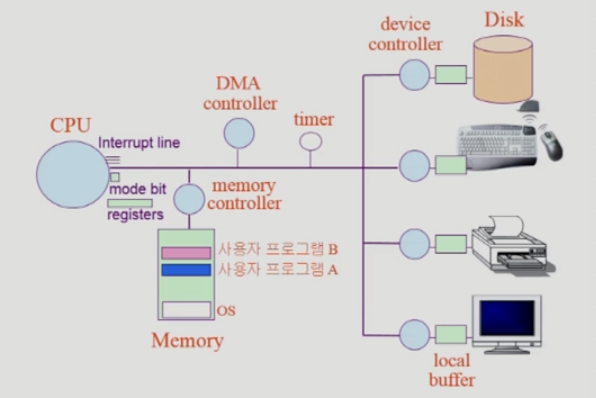 device
controller
Disk
DMA
controller
timer
CPU
Interrupt line
mode bit
registers
memory
controller
사용자 프로그램 B
사용자 프로그램 A
OS
Memory
local
buffer